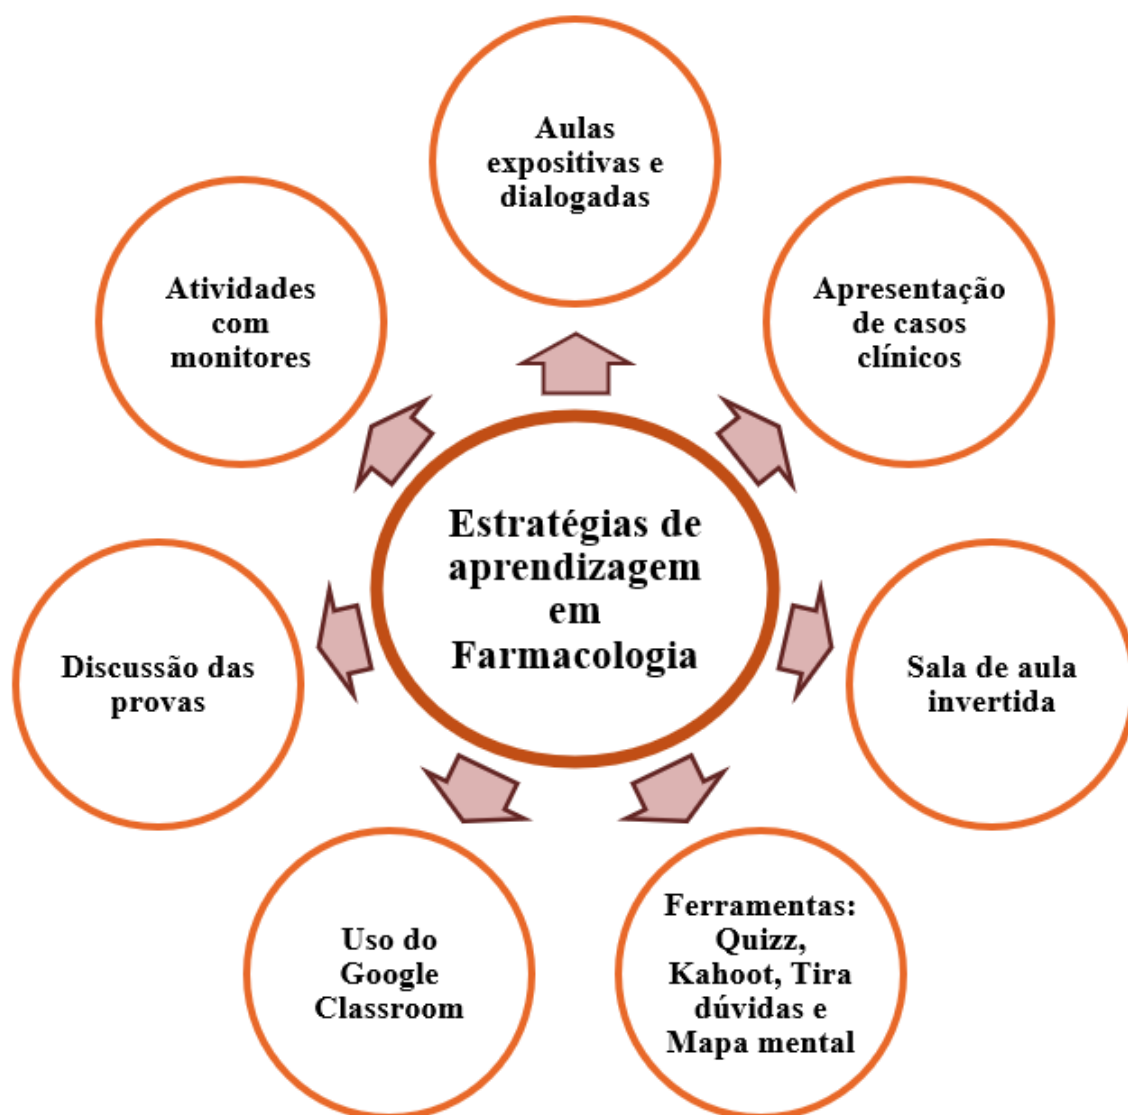 Aulas
expositivas e
dialogadas
Apresentação
de casos
clínicos
Sala de aula
invertida
Ferramentas:
Quizz,
Kahoot, Tira
dúvidas e
Mapa mental
Uso do
Google
Classroom
Discussão das
provas
Atividades
com
monitores
Estratégias de
aprendizagem
em
Farmacologia